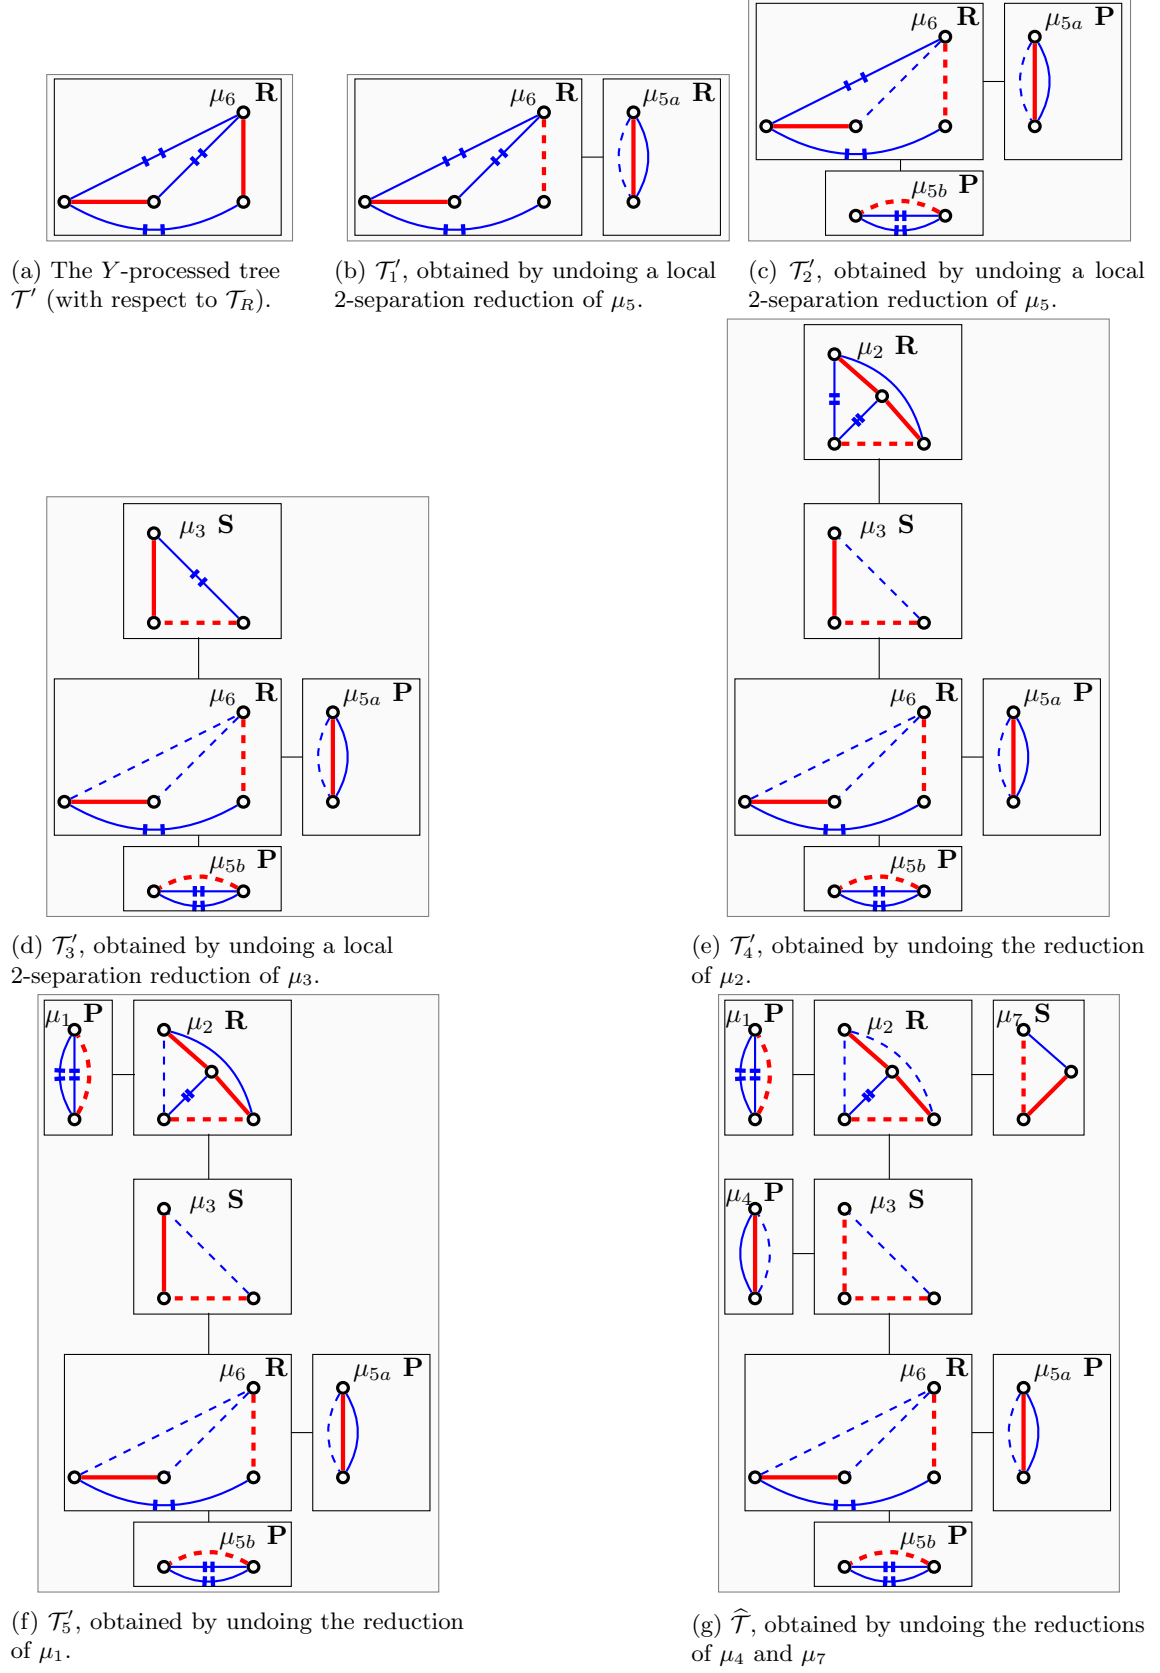 μ₆ R
μ₆ R
μ₅ₐ R
μ₆ R
μ₅ₐ P
μ₅b P
(a) The Y-processed tree
𝒯′ (with respect to 𝒯_R).
(b) 𝒯′₁, obtained by undoing a local
2-separation reduction of μ₅.
(c) 𝒯′₂, obtained by undoing a local
2-separation reduction of μ₅.
μ₃ S
μ₆ R
μ₅ₐ P
μ₅b P
(d) 𝒯′₃, obtained by undoing a local
2-separation reduction of μ₃.
μ₂ R
μ₃ S
μ₆ R
μ₅ₐ P
μ₅b P
(e) 𝒯′₄, obtained by undoing the reduction
of μ₂.
μ₁ P
μ₂ R
μ₃ S
μ₆ R
μ₅ₐ P
μ₅b P
(f) 𝒯′₅, obtained by undoing the reduction
of μ₁.
μ₁ P
μ₂ R
μ₇ S
μ₄ P
μ₃ S
μ₆ R
μ₅ₐ P
μ₅b P
(g) 𝒯̂, obtained by undoing the reductions
of μ₄ and μ₇